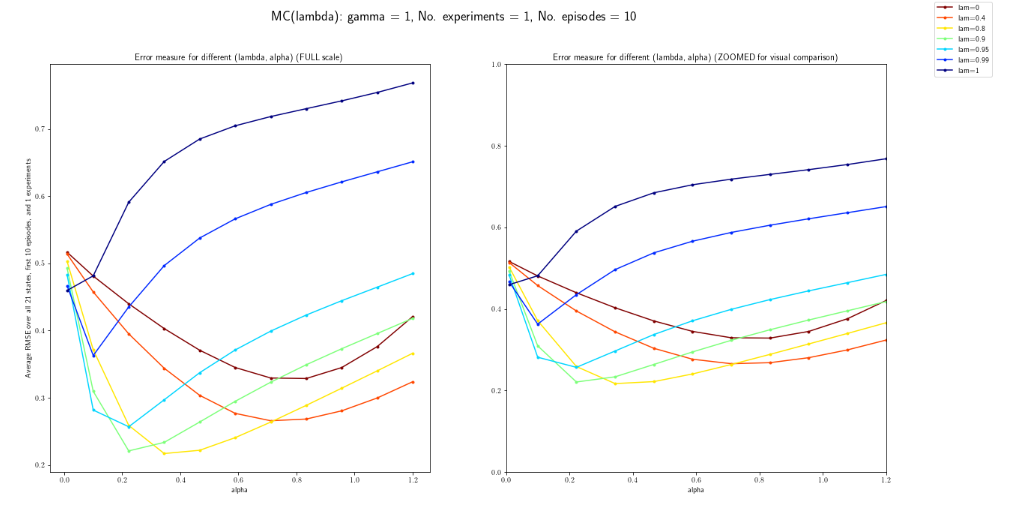 MC(lambda): gamma = 1, No. experiments = 1, No. episodes = 10
lam=0
lam=0.4
lam=0.8
lam=0.9
lam=0.95
lam=0.99
lam=1
Error measure for different (lambda, alpha) (FULL scale)
Average RMSE over all 21 states, first 10 episodes, and 1 experiments
0.7
0.6
0.5
0.4
0.3
0.2
0.0 0.2 0.4 0.6 0.8 1.0 1.2
alpha
Error measure for different (lambda, alpha) (ZOOMED for visual comparison)
1.0
0.8
0.6
0.4
0.2
0.0
0.0 0.2 0.4 0.6 0.8 1.0 1.2
alpha